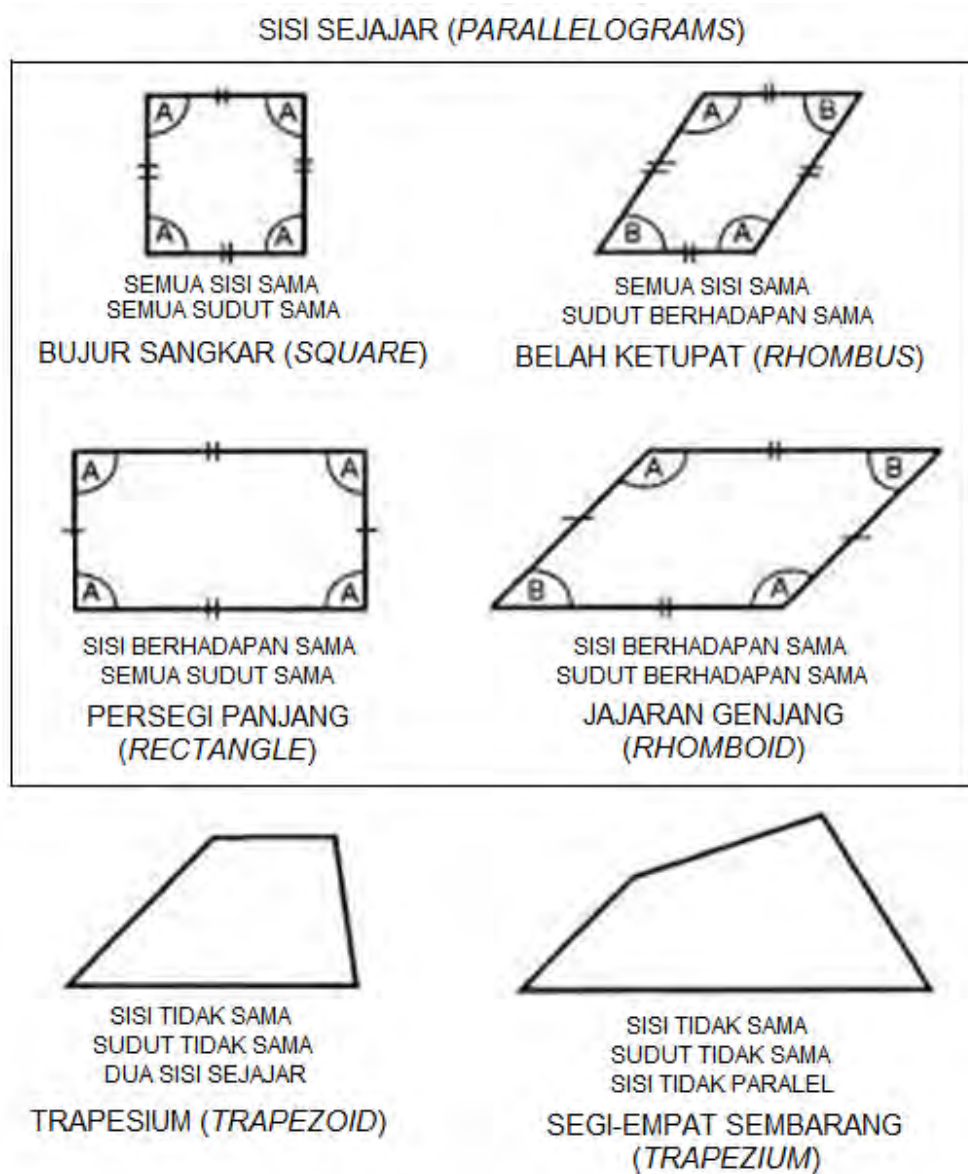 SISI SEJAJAR (PARALLELOGRAMS)
A A
A A
SEMUA SISI SAMA
SEMUA SUDUT SAMA
BUJUR SANGKAR (SQUARE)
A B
B A
SEMUA SISI SAMA
SUDUT BERHADAPAN SAMA
BELAH KETUPAT (RHOMBUS)
A A
A A
SISI BERHADAPAN SAMA
SEMUA SUDUT SAMA
PERSEGI PANJANG
(RECTANGLE)
A B
B A
SISI BERHADAPAN SAMA
SUDUT BERHADAPAN SAMA
JAJARAN GENJANG
(RHOMBOID)
SISI TIDAK SAMA
SUDUT TIDAK SAMA
DUA SISI SEJAJAR
TRAPESIUM (TRAPEZOID)
SISI TIDAK SAMA
SUDUT TIDAK SAMA
SISI TIDAK PARALEL
SEGI-EMPAT SEMBARANG
(TRAPEZIUM)